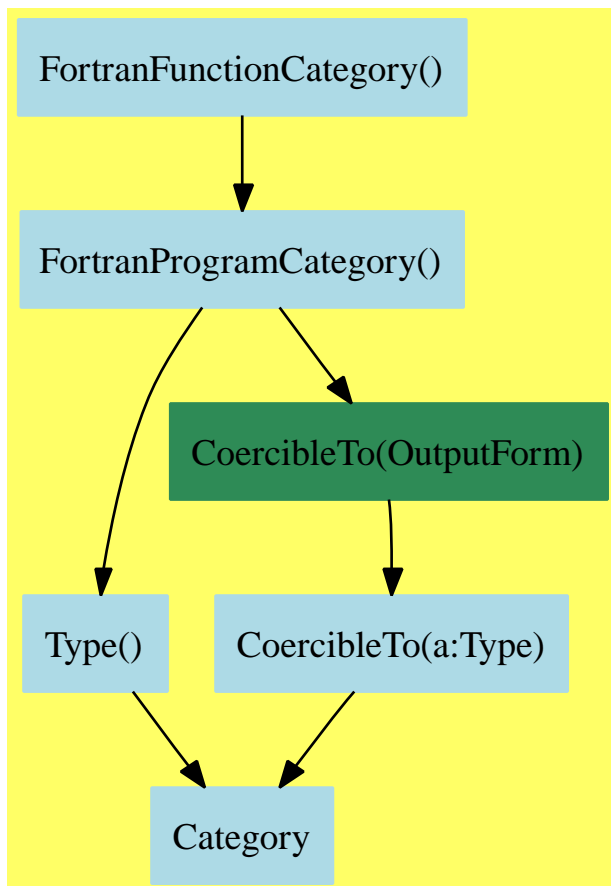 FortranFunctionCategory()
FortranProgramCategory()
CoercibleTo(OutputForm)
Type()
CoercibleTo(a:Type)
Category